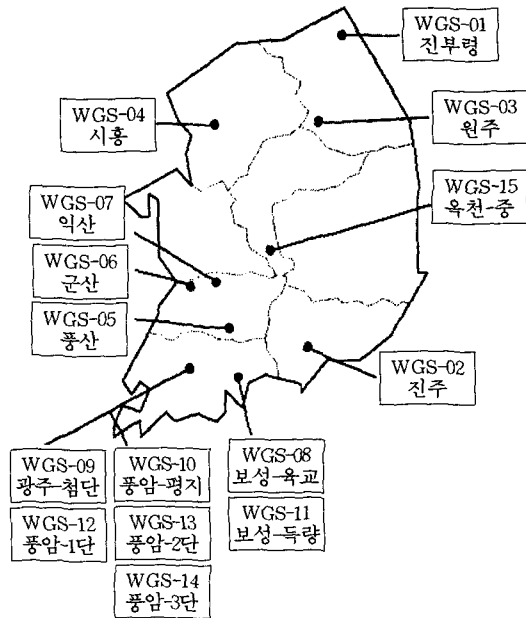 WGS-01
진부령
WGS-04
시흥
WGS-03
원주
WGS-07
익산
WGS-15
옥천-중
WGS-06
군산
WGS-05
풍산
WGS-02
진주
WGS-09
광주-첨단
WGS-10
풍암-평지
WGS-08
보성-육교
WGS-12
풍암-1단
WGS-13
풍암-2단
WGS-11
보성-득량
WGS-14
풍암-3단